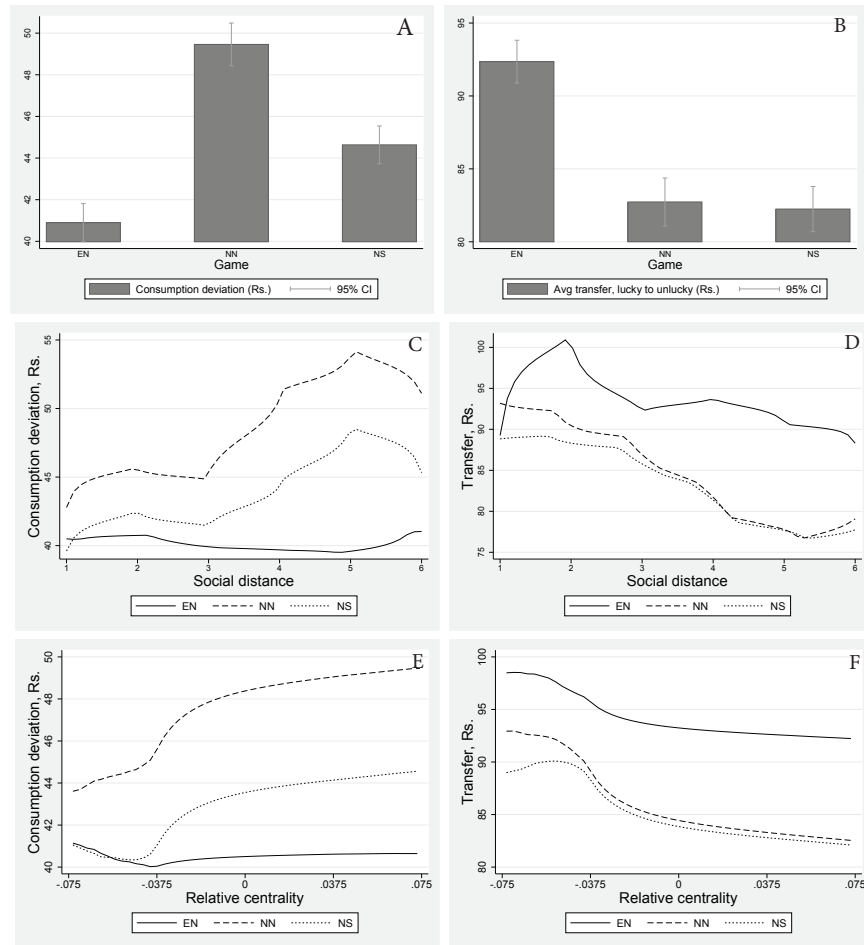 A
50
48
46
44
42
40
EN NN NS
Game
Consumption deviation (Rs.) 95% CI
B
95
90
85
80
EN NN NS
Game
Avg transfer, lucky to unlucky (Rs.) 95% CI
C
Consumption deviation, Rs.
55
50
45
40
1 2 3 4 5 6
Social distance
EN NN NS
D
Transfer, Rs.
100
95
90
85
80
75
1 2 3 4 5 6
Social distance
EN NN NS
E
Consumption deviation, Rs.
50
48
46
44
42
40
-.075 -.0375 0 .0375 .075
Relative centrality
EN NN NS
F
Transfer, Rs.
100
95
90
85
80
-.075 -.0375 0 .0375 .075
Relative centrality
EN NN NS